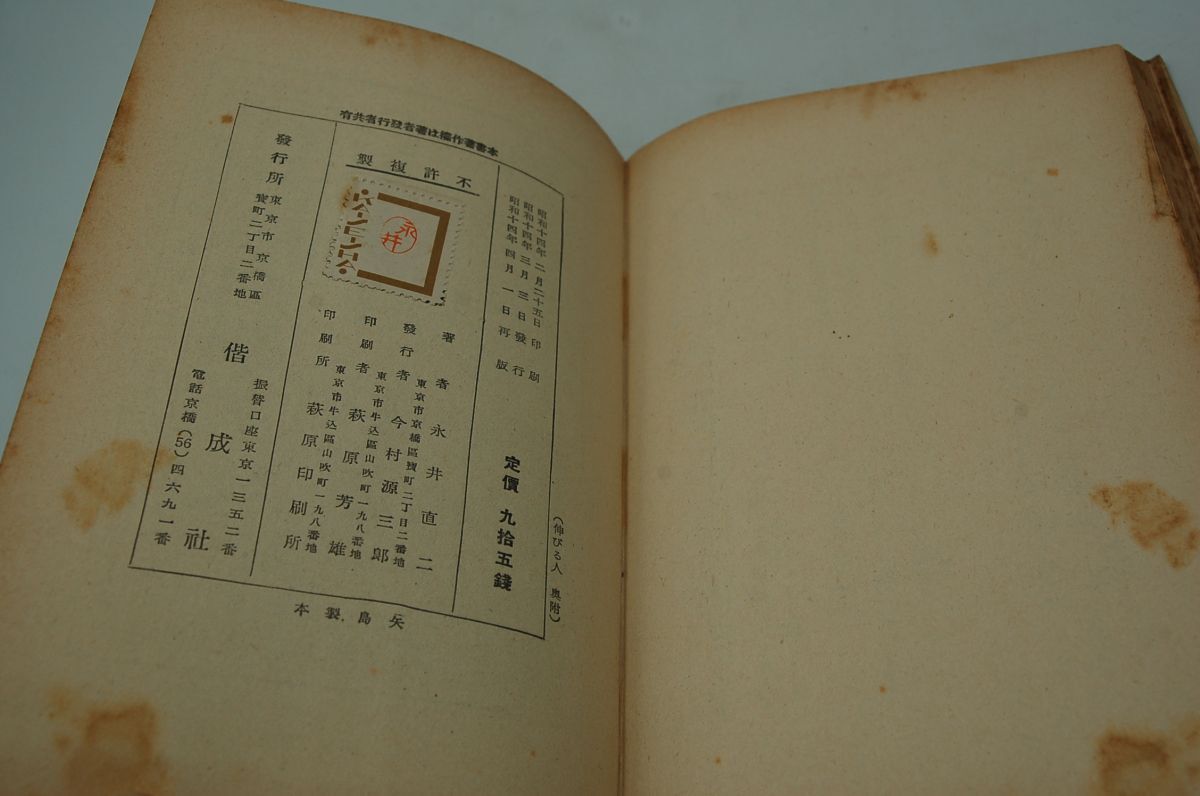 本書著作權は著者發行者共有
不許複製
KAISEISHA
永井
昭和十四年二月二十五日印刷
昭和十四年三月三日發行
昭和十四年四月一日再版
定價 九拾五錢
(伸びる人 奥附)
著者 永井直二
東京市京橋區寶町二丁目二番地
發行者 今村源三郎
東京市牛込區山吹町一九八番地
印刷者 萩原芳雄
東京市牛込區山吹町一九八番地
印刷所 萩原印刷所
發行所 東京市京橋區寶町二丁目二番地 偕成社
振替口座東京一三五二番
電話京橋(56)四六九一番
矢島製本